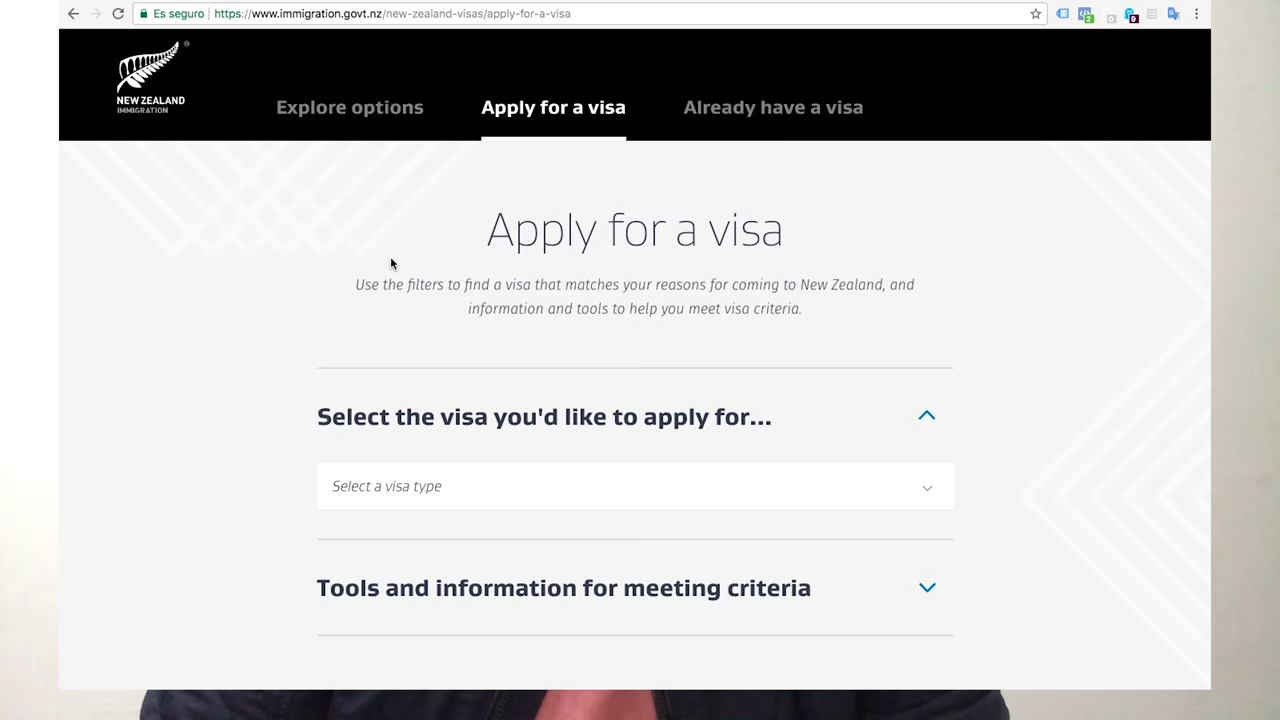 Es seguro
https://www.immigration.govt.nz/new-zealand-visas/apply-for-a-visa
2
0
9
NEW ZEALAND
IMMIGRATION
Explore options
Apply for a visa
Already have a visa
Apply for a visa
Use the filters to find a visa that matches your reasons for coming to New Zealand, and
information and tools to help you meet visa criteria.
Select the visa you'd like to apply for...
Select a visa type
Tools and information for meeting criteria